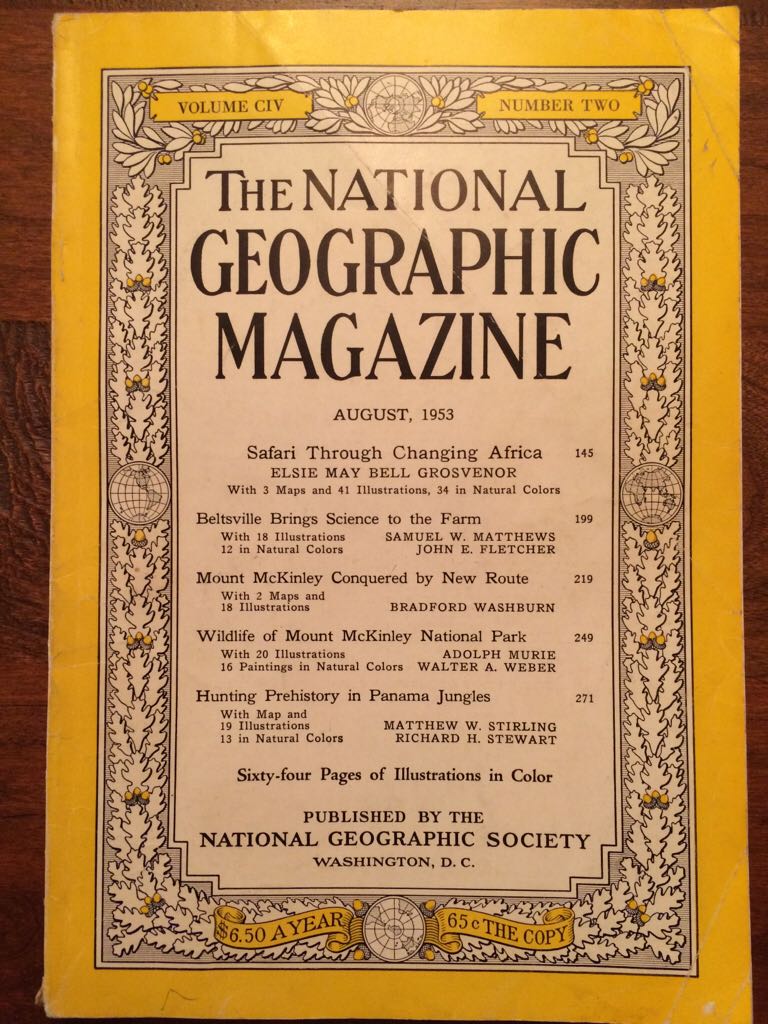 VOLUME CIV
NUMBER TWO
THE NATIONAL
GEOGRAPHIC
MAGAZINE
AUGUST, 1953
Safari Through Changing Africa 145
ELSIE MAY BELL GROSVENOR
With 3 Maps and 41 Illustrations, 34 in Natural Colors
Beltsville Brings Science to the Farm 199
With 18 Illustrations SAMUEL W. MATTHEWS
12 in Natural Colors JOHN E. FLETCHER
Mount McKinley Conquered by New Route 219
With 2 Maps and
18 Illustrations BRADFORD WASHBURN
Wildlife of Mount McKinley National Park 249
With 20 Illustrations ADOLPH MURIE
16 Paintings in Natural Colors WALTER A. WEBER
Hunting Prehistory in Panama Jungles 271
With Map and
19 Illustrations MATTHEW W. STIRLING
13 in Natural Colors RICHARD H. STEWART
Sixty-four Pages of Illustrations in Color
PUBLISHED BY THE
NATIONAL GEOGRAPHIC SOCIETY
WASHINGTON, D. C.
$6.50 A YEAR
65c THE COPY